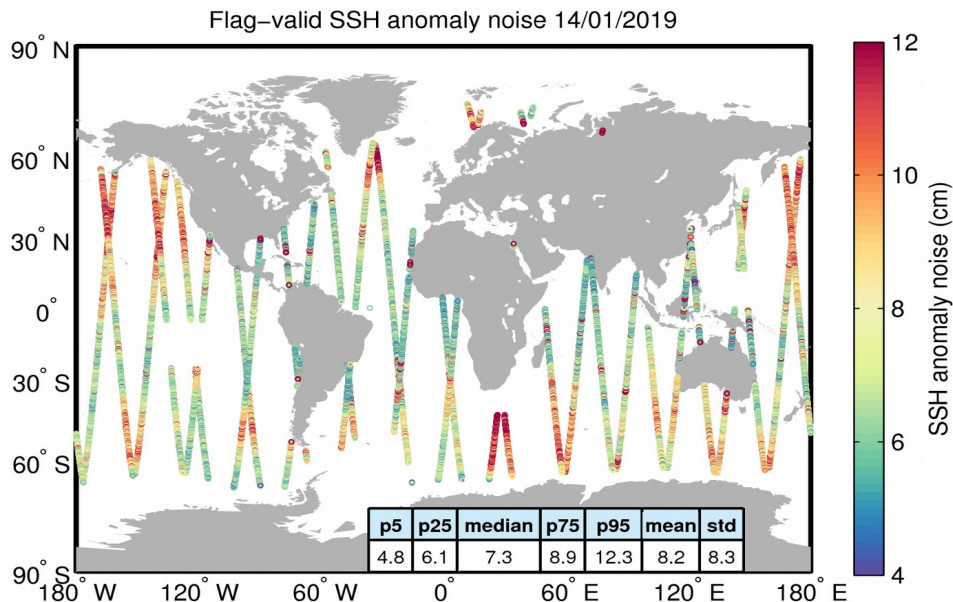 Flag−valid SSH anomaly noise 14/01/2019
90° N
60° N
30° N
0°
30° S
60° S
90° S
180° W
120° W
60° W
0°
60° E
120° E
180° E
12
10
8
6
4
SSH anomaly noise (cm)
p5 p25 median p75 p95 mean std
4.8 6.1 7.3 8.9 12.3 8.2 8.3